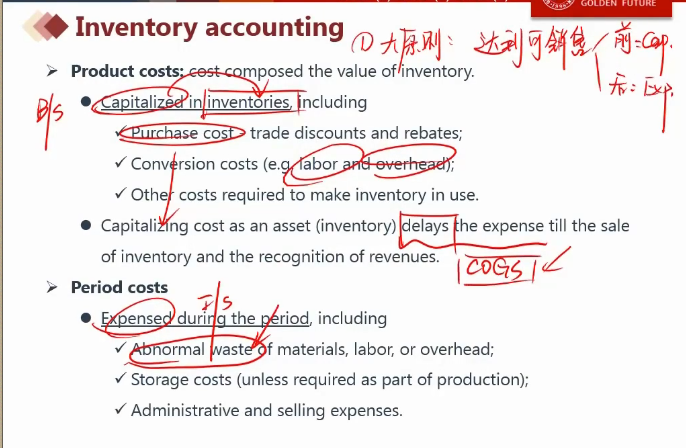 GOLDEN FUTURE
Inventory accounting
① 大原则： 达到可销售 前=Cap.
后：Exp.
Product costs: cost composed the value of inventory.
B/S
Capitalized in inventories, including
Purchase cost - trade discounts and rebates;
Conversion costs (e.g. labor and overhead);
Other costs required to make inventory in use.
Capitalizing cost as an asset (inventory) delays the expense till the sale
of inventory and the recognition of revenues.
COGS
Period costs
I/S
Expensed during the period, including
Abnormal waste of materials, labor, or overhead;
Storage costs (unless required as part of production);
Administrative and selling expenses.